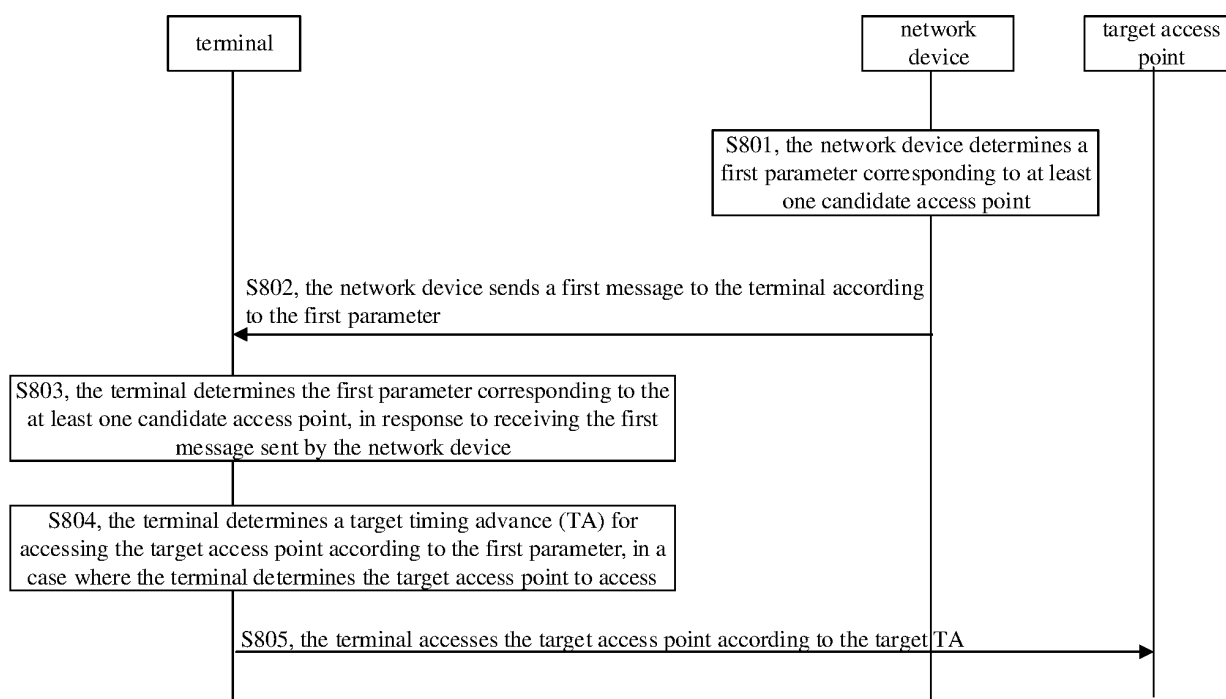 terminal
network
device
target access
point
S801, the network device determines a
first parameter corresponding to at least
one candidate access point
S802, the network device sends a first message to the terminal according
to the first parameter
S803, the terminal determines the first parameter corresponding to the
at least one candidate access point, in response to receiving the first
message sent by the network device
S804, the terminal determines a target timing advance (TA) for
accessing the target access point according to the first parameter, in a
case where the terminal determines the target access point to access
S805, the terminal accesses the target access point according to the target TA